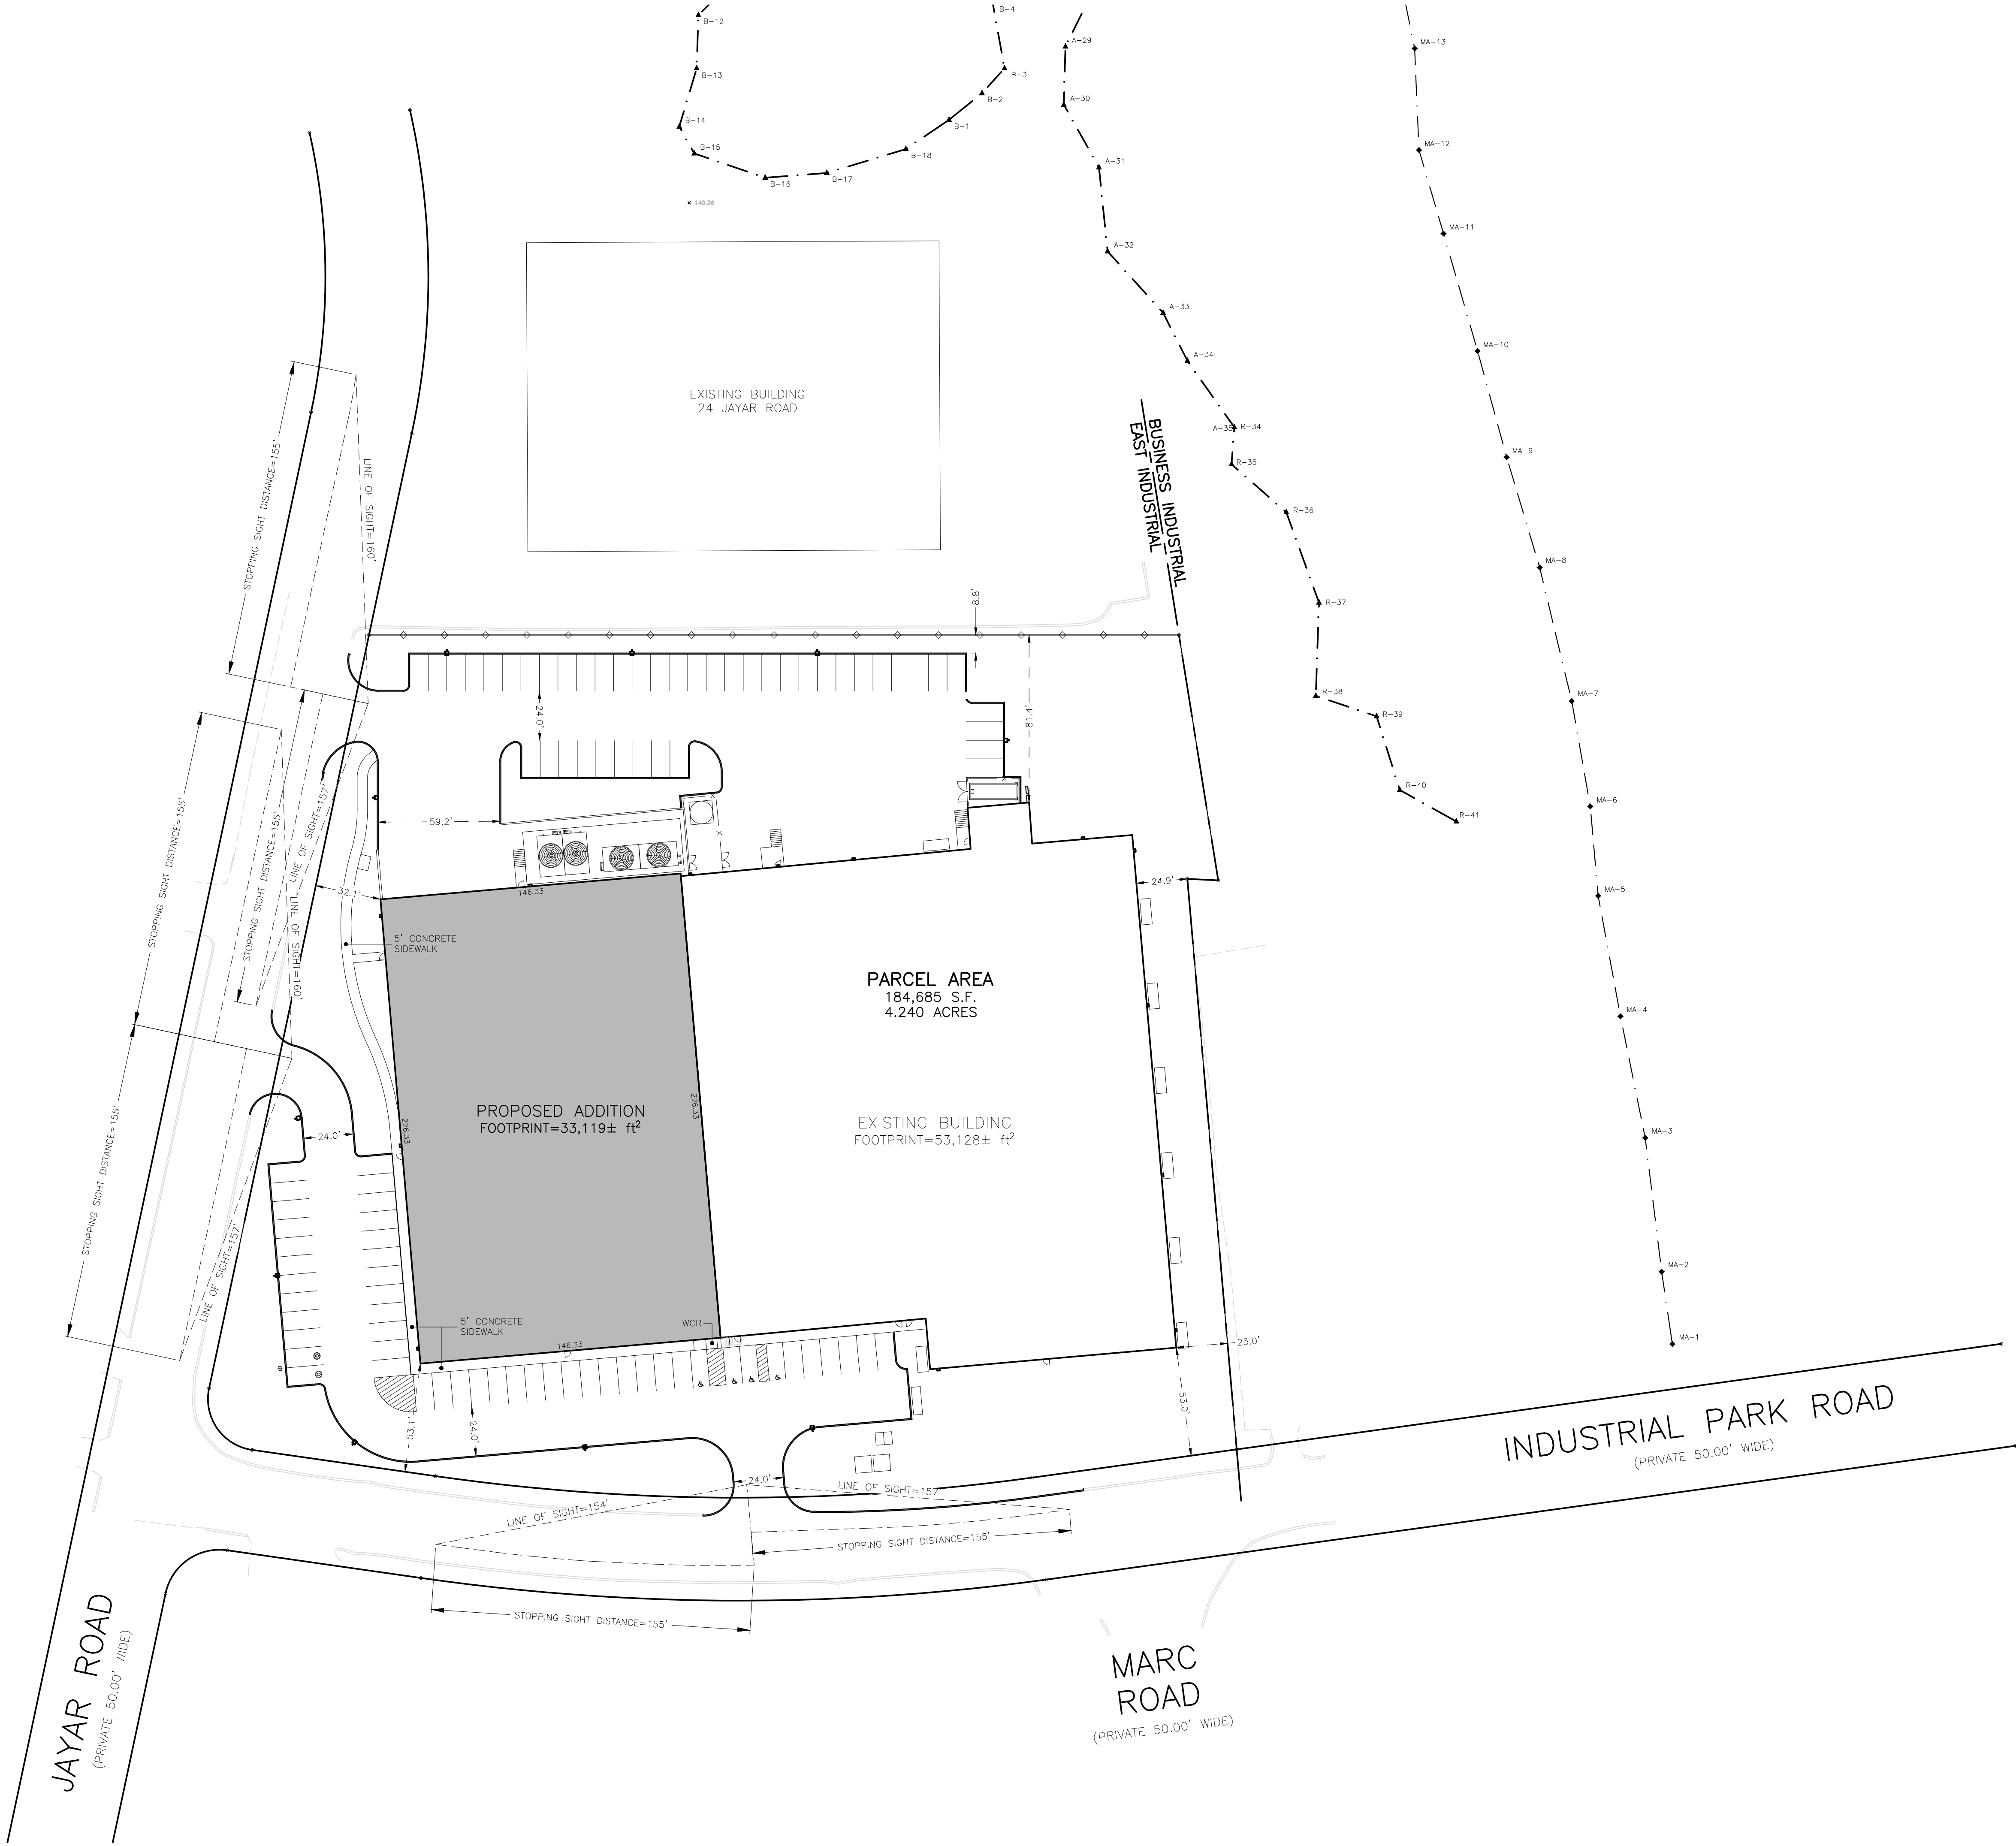 B-12
B-4
A-29
MA-13
B-13
B-3
B-2
A-30
B-14
B-1
B-15
B-18
MA-12
A-31
B-16
B-17
140.38
MA-11
A-32
A-33
MA-10
A-34
EXISTING BUILDING
24 JAYAR ROAD
A-35
R-34
BUSINESS INDUSTRIAL
EAST INDUSTRIAL
MA-9
R-35
STOPPING SIGHT DISTANCE=155'
LINE OF SIGHT=160'
R-36
MA-8
8.8'
R-37
R-38
MA-7
R-39
24.0'
81.4'
R-40
MA-6
R-41
STOPPING SIGHT DISTANCE=155'
STOPPING SIGHT DISTANCE=155'
LINE OF SIGHT=157'
LINE OF SIGHT=160'
59.2'
32.1'
146.33
24.9'
MA-5
5' CONCRETE
SIDEWALK
PARCEL AREA
184,685 S.F.
4.240 ACRES
MA-4
PROPOSED ADDITION
FOOTPRINT=33,119± ft²
226.33
226.33
EXISTING BUILDING
FOOTPRINT=53,128± ft²
24.0'
MA-3
STOPPING SIGHT DISTANCE=155'
LINE OF SIGHT=157'
MA-2
5' CONCRETE
SIDEWALK
WCR
146.33
25.0'
MA-1
53.1'
24.0'
53.0'
24.0'
LINE OF SIGHT=154'
LINE OF SIGHT=157'
STOPPING SIGHT DISTANCE=155'
STOPPING SIGHT DISTANCE=155'
INDUSTRIAL PARK ROAD
(PRIVATE 50.00' WIDE)
JAYAR ROAD
(PRIVATE 50.00' WIDE)
MARC
ROAD
(PRIVATE 50.00' WIDE)